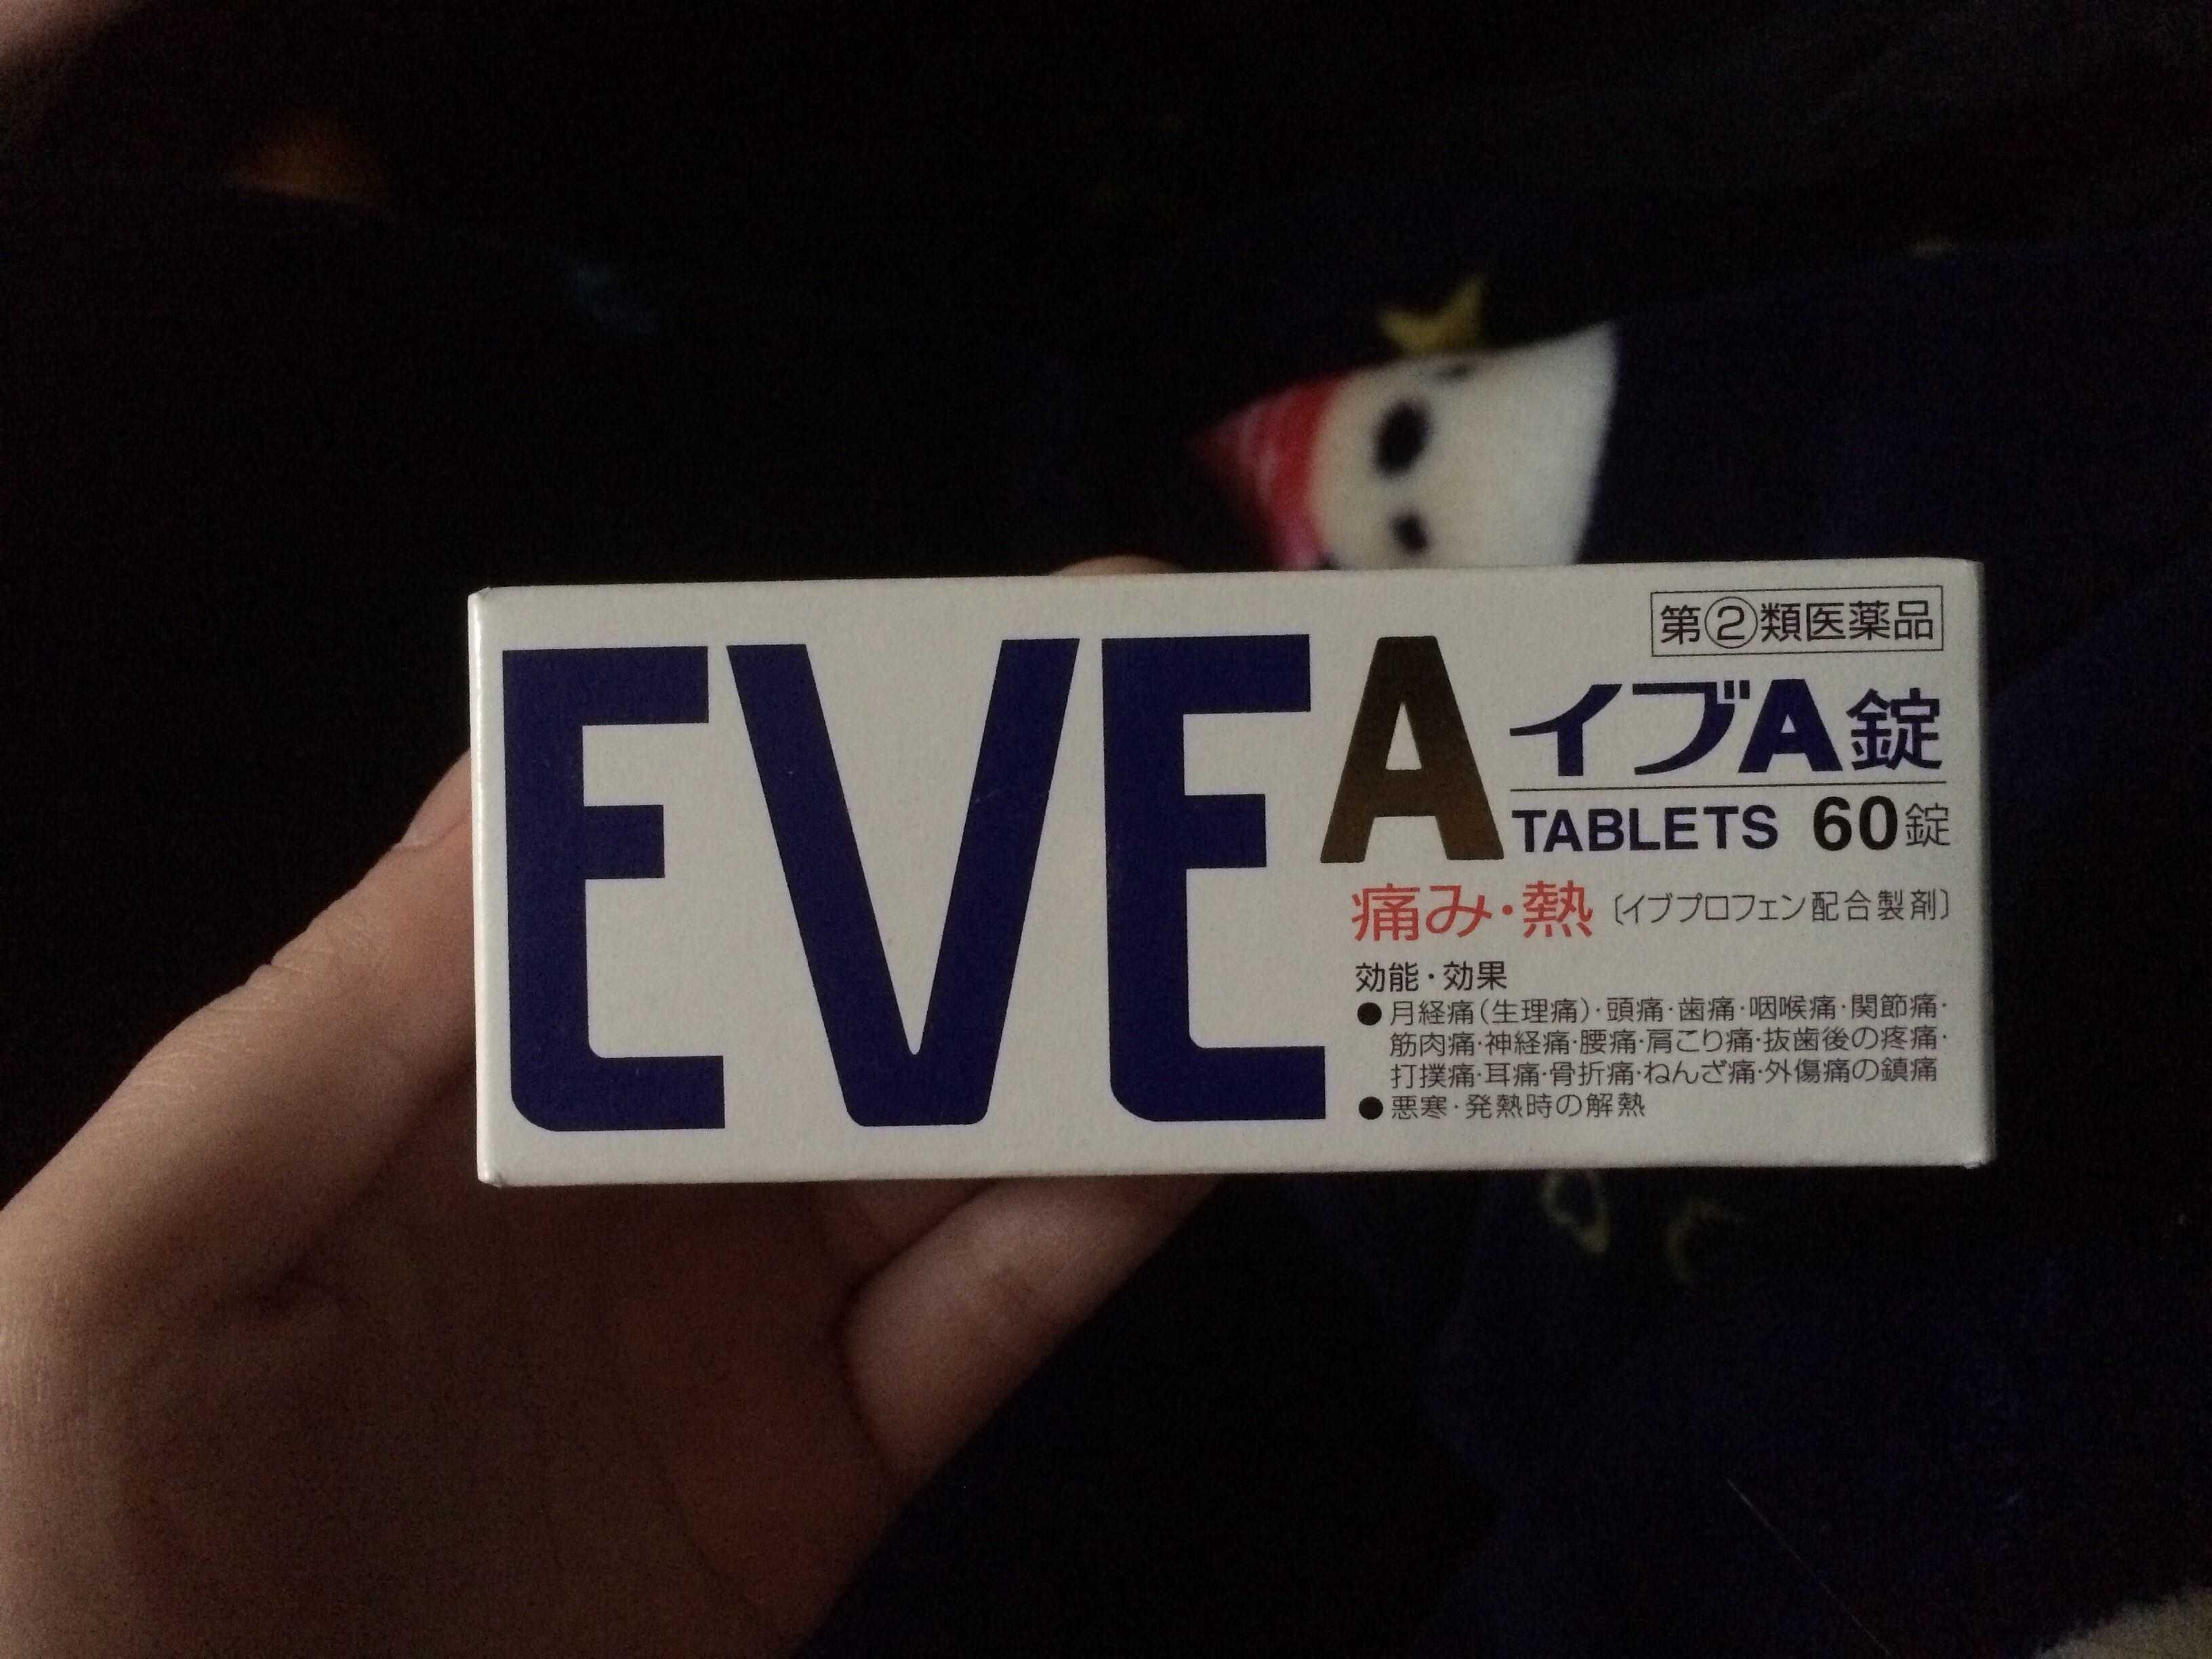 第②類医薬品
EVE A
イブA錠
TABLETS 60錠
痛み・熱〔イブプロフェン配合製剤〕
効能・効果
●月経痛(生理痛)・頭痛・歯痛・咽喉痛・関節痛・
筋肉痛・神経痛・腰痛・肩こり痛・抜歯後の疼痛・
打撲痛・耳痛・骨折痛・ねんざ痛・外傷痛の鎮痛
●悪寒・発熱時の解熱